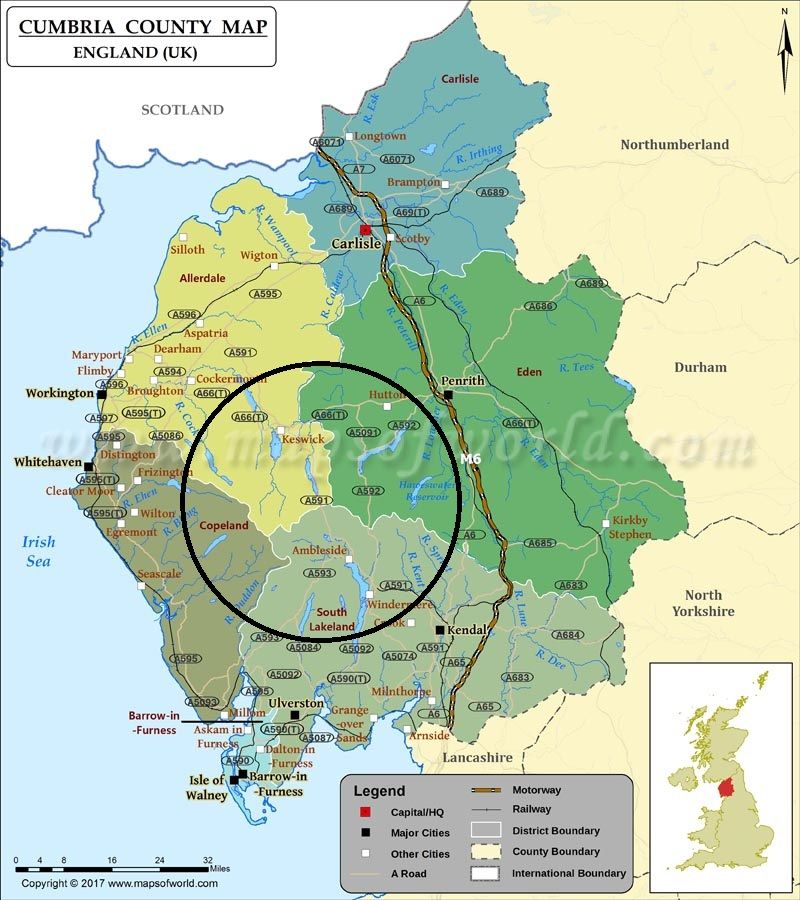 CUMBRIA COUNTY MAP
ENGLAND (UK)
N
SCOTLAND
Carlisle
R. Esk
A6071
Longtown
A7
A6071
R. Irthing
Northumberland
Brampton
A689
A689
A69(T)
Carlisle
Scotby
R. Wampool
Silloth
Wigton
Allerdale
A595
R. Caldew
A6
R. Eden
A689
A686
A596
R. Ellen
Aspatria
R. Peteril
Dearham
A591
Maryport
Flimby
A594
Cockermouth
R. Tees
Durham
Eden
Penrith
Workington
A596
Broughton
A66(T)
Hutton
A597
A595(T)
A66(T)
A66(T)
A592
A66(T)
A595
A5086
Keswick
A5091
R. Eden
www.mapsofworld.com
Distington
M6
Whitehaven
Frizington
A595(T)
Cleator Moor
R. Ehen
A592
Haweswater
Reservoir
A591
A595(T)
Wilton
Copeland
Egremont
Kirkby
Stephen
Irish
Sea
Ambleside
A6
A685
Seascale
A593
A591
R. Kent
A683
R. Duddon
Windermere
North
Yorkshire
South
Lakeland
Crook
Kendal
R. Lune
A684
A593
A5084
A5092
A591
A595
A5074
A65
R. Dee
A5092
A590(T)
A683
A595
Milnthorpe
A5093
Ulverston
A65
Barrow-in
-Furness
Millom
Grange
-over
Sands
A6
Askam in
Furness
A590(T)
A5087
Arnside
Dalton-in
-Furness
Lancashire
A590
Isle of
Walney
Barrow-in
-Furness
Legend
Capital/HQ
Major Cities
Other Cities
A Road
Motorway
Railway
District Boundary
County Boundary
International Boundary
0 4 8 16 24 32
Miles
Copyright © 2017 www.mapsofworld.com